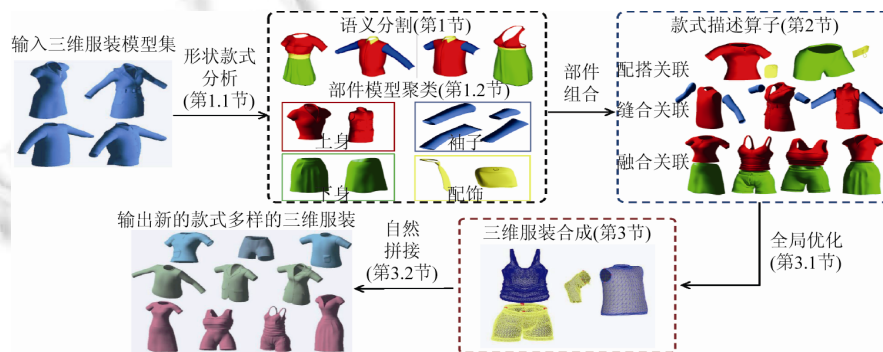 输入三维服装模型集
形状款式
分析
(第1.1节)
语义分割(第1节)
部件模型聚类(第1.2节)
上身
袖子
下身
配饰
部件
组合
款式描述算子(第2节)
配搭关联
缝合关联
融合关联
全局优化
(第3.1节)
三维服装合成(第3节)
自然
拼接
(第3.2节)
输出新的款式多样的三维服装